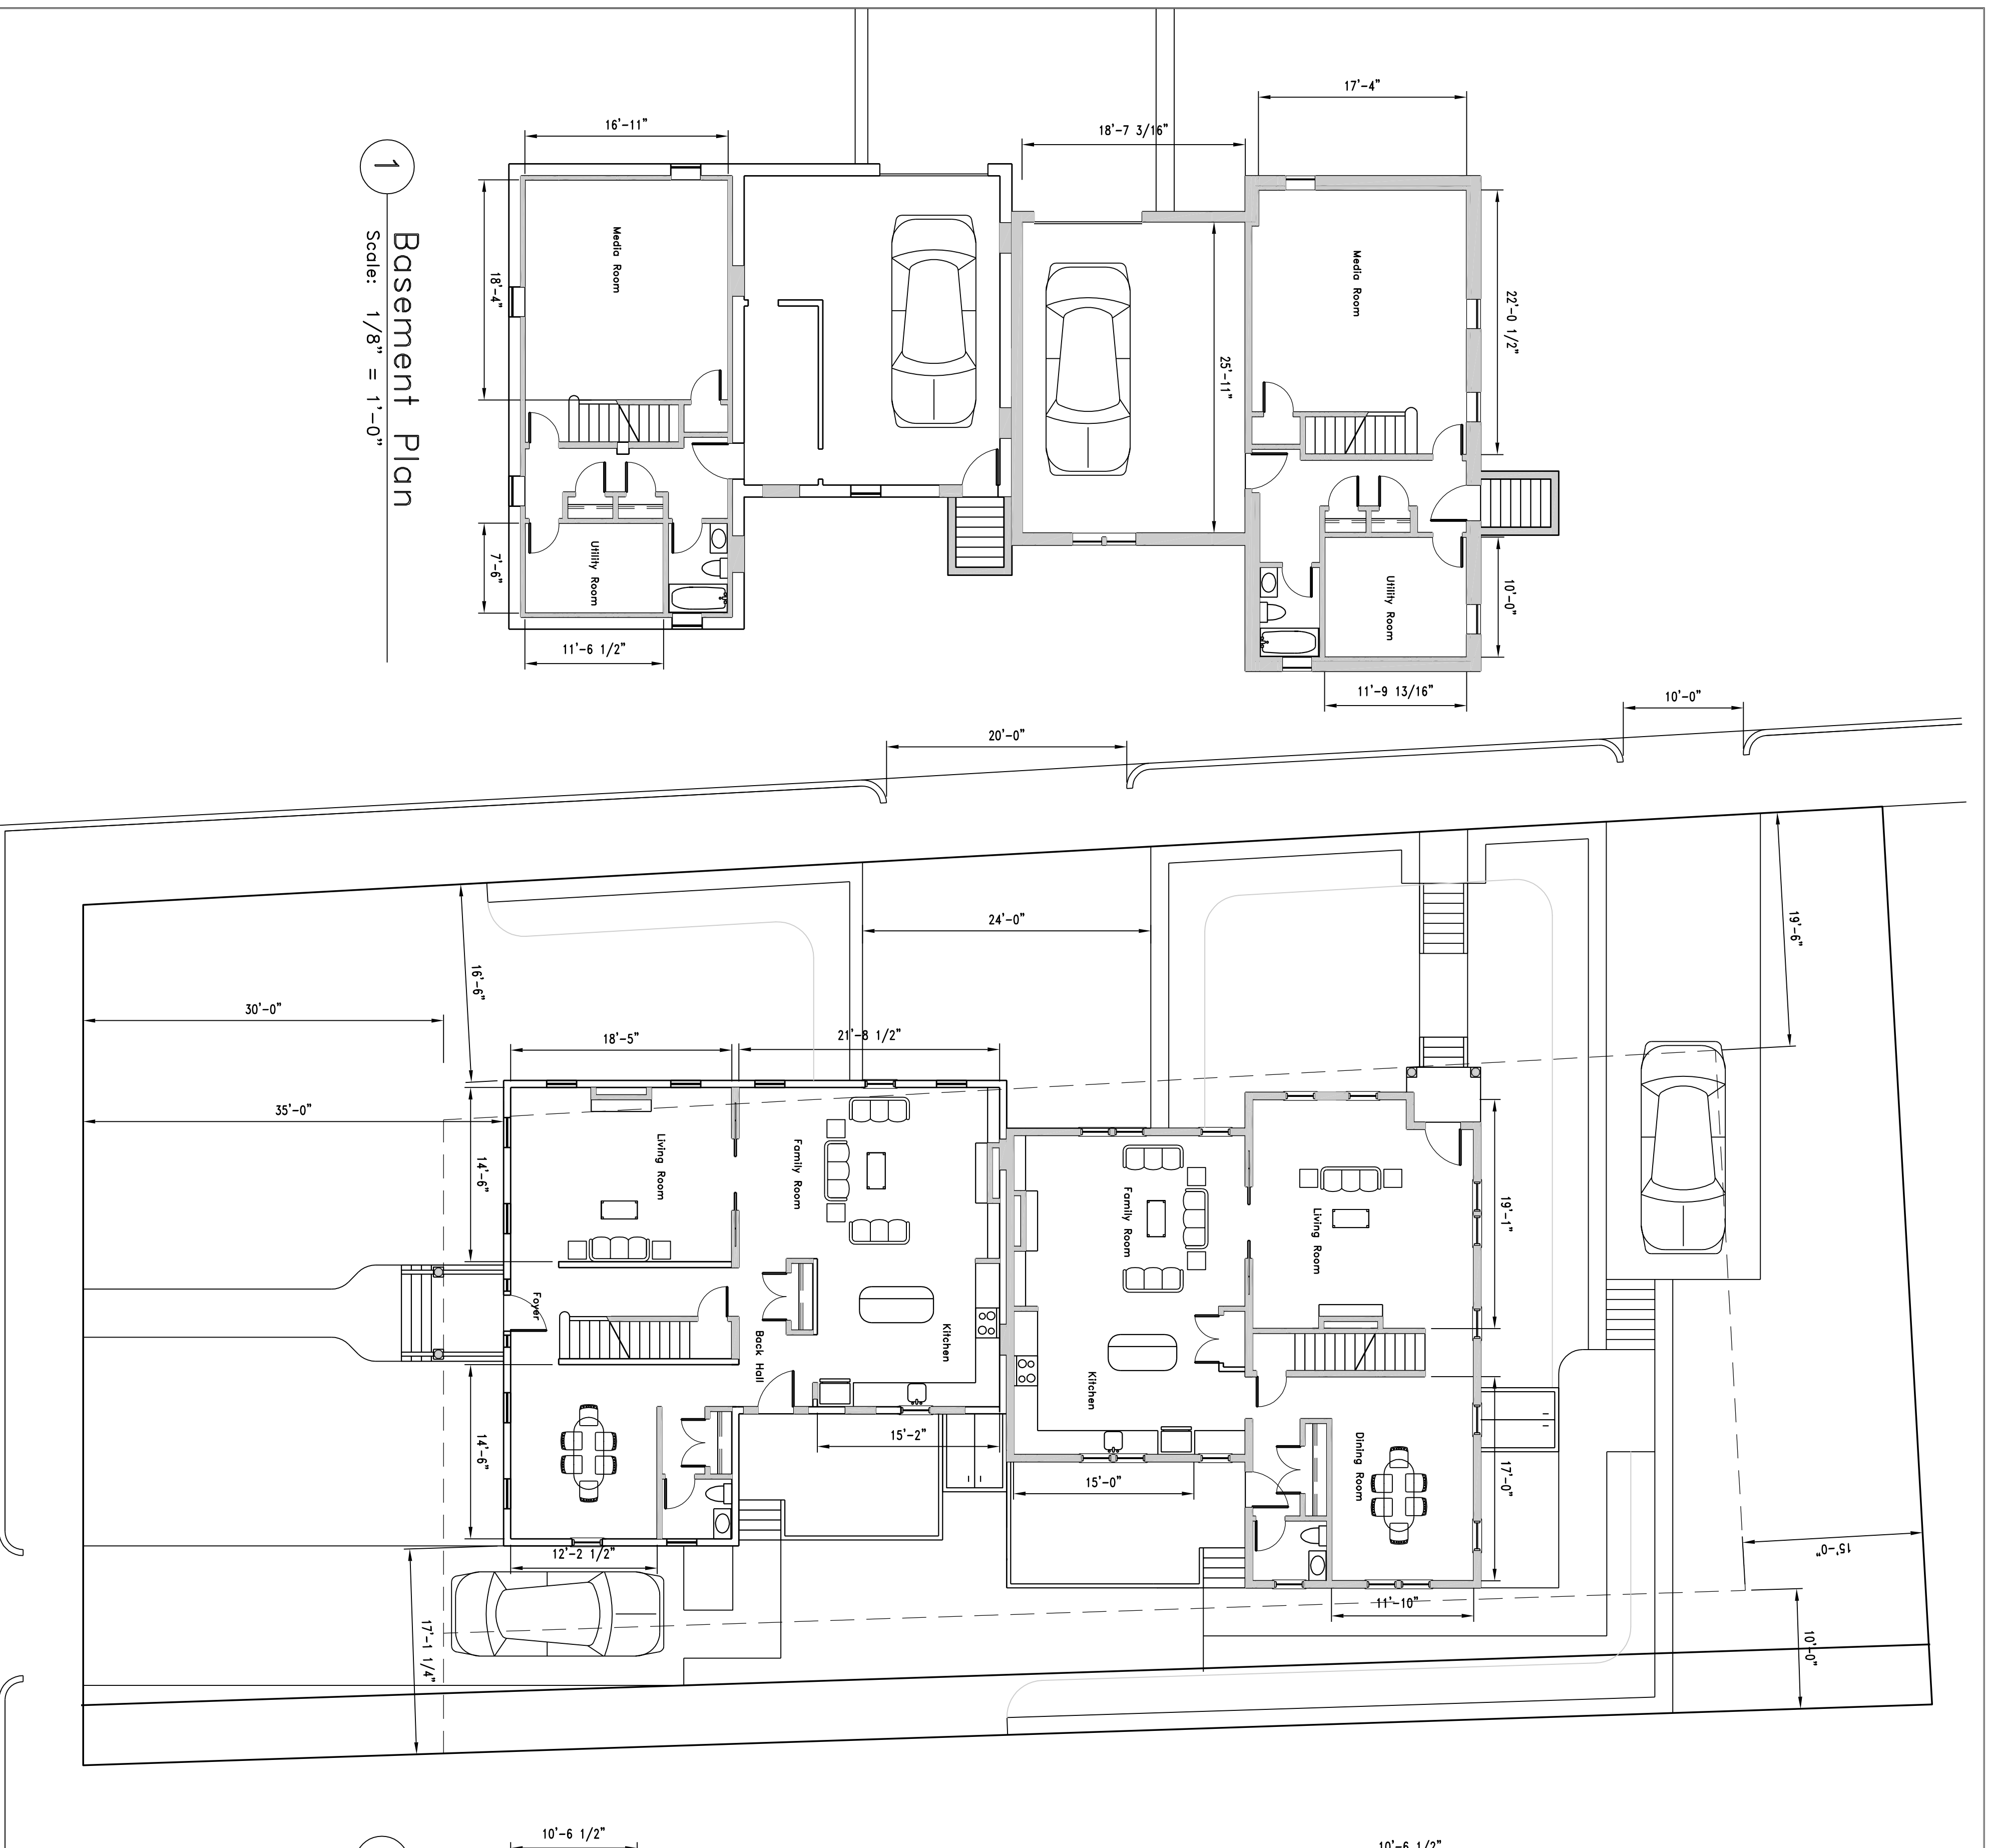 17'-4"
16'-11"
18'-7 3/16"
1
Basement Plan
Scale: 1/8" = 1'-0"
Media Room
18'-4"
Media Room
22'-0 1/2"
25'-11"
Utility Room
7'-6"
Utility Room
10'-0"
11'-6 1/2"
11'-9 13/16"
10'-0"
20'-0"
24'-0"
19'-6"
16'-6"
30'-0"
18'-5"
21'-8 1/2"
35'-0"
14'-6"
Living Room
Family Room
Family Room
Living Room
19'-1"
Foyer
Back Hall
Kitchen
Kitchen
14'-6"
15'-2"
15'-0"
Dining Room
17'-0"
15'-0"
12'-2 1/2"
11'-10"
17'-1 1/4"
10'-0"
10'-6 1/2"
10'-6 1/2"